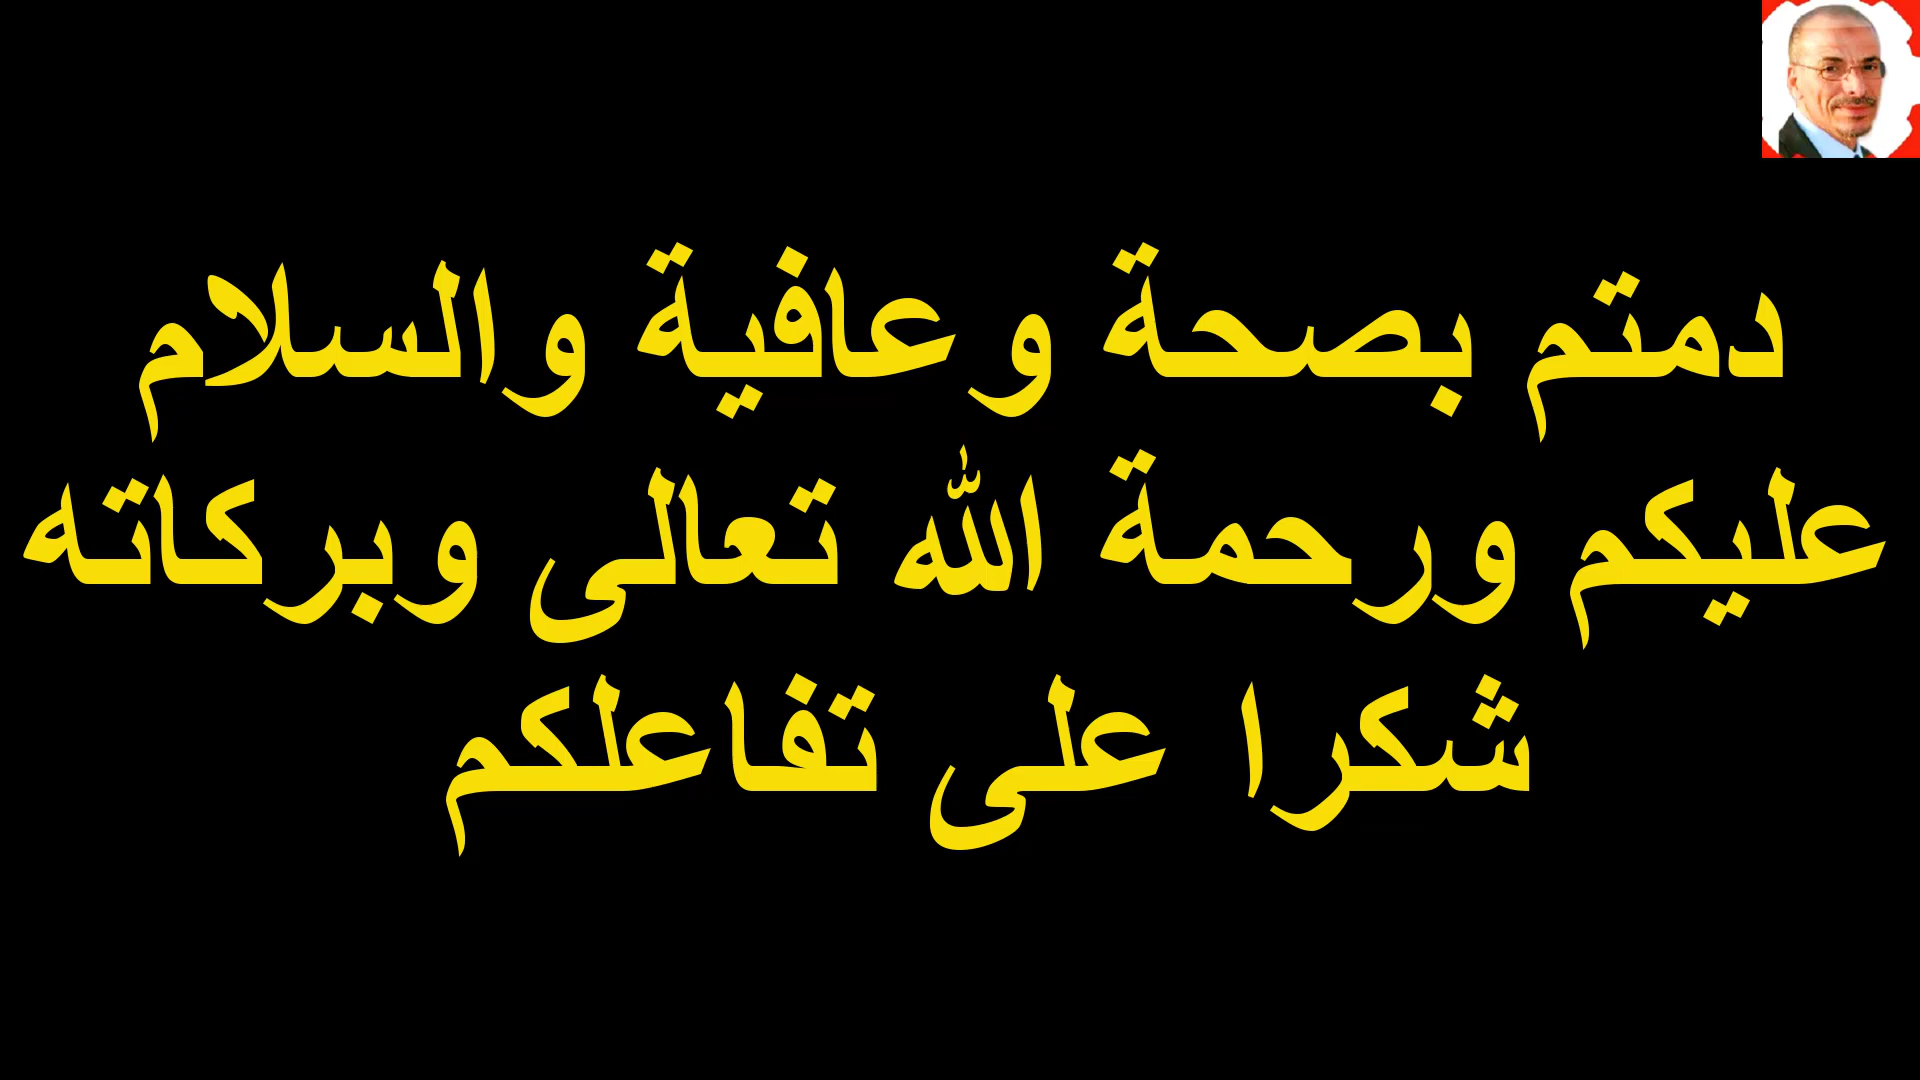 دمتم بصحة وعافية والسلام
عليكم ورحمة الله تعالى وبركاته
شكرا على تفاعلكم